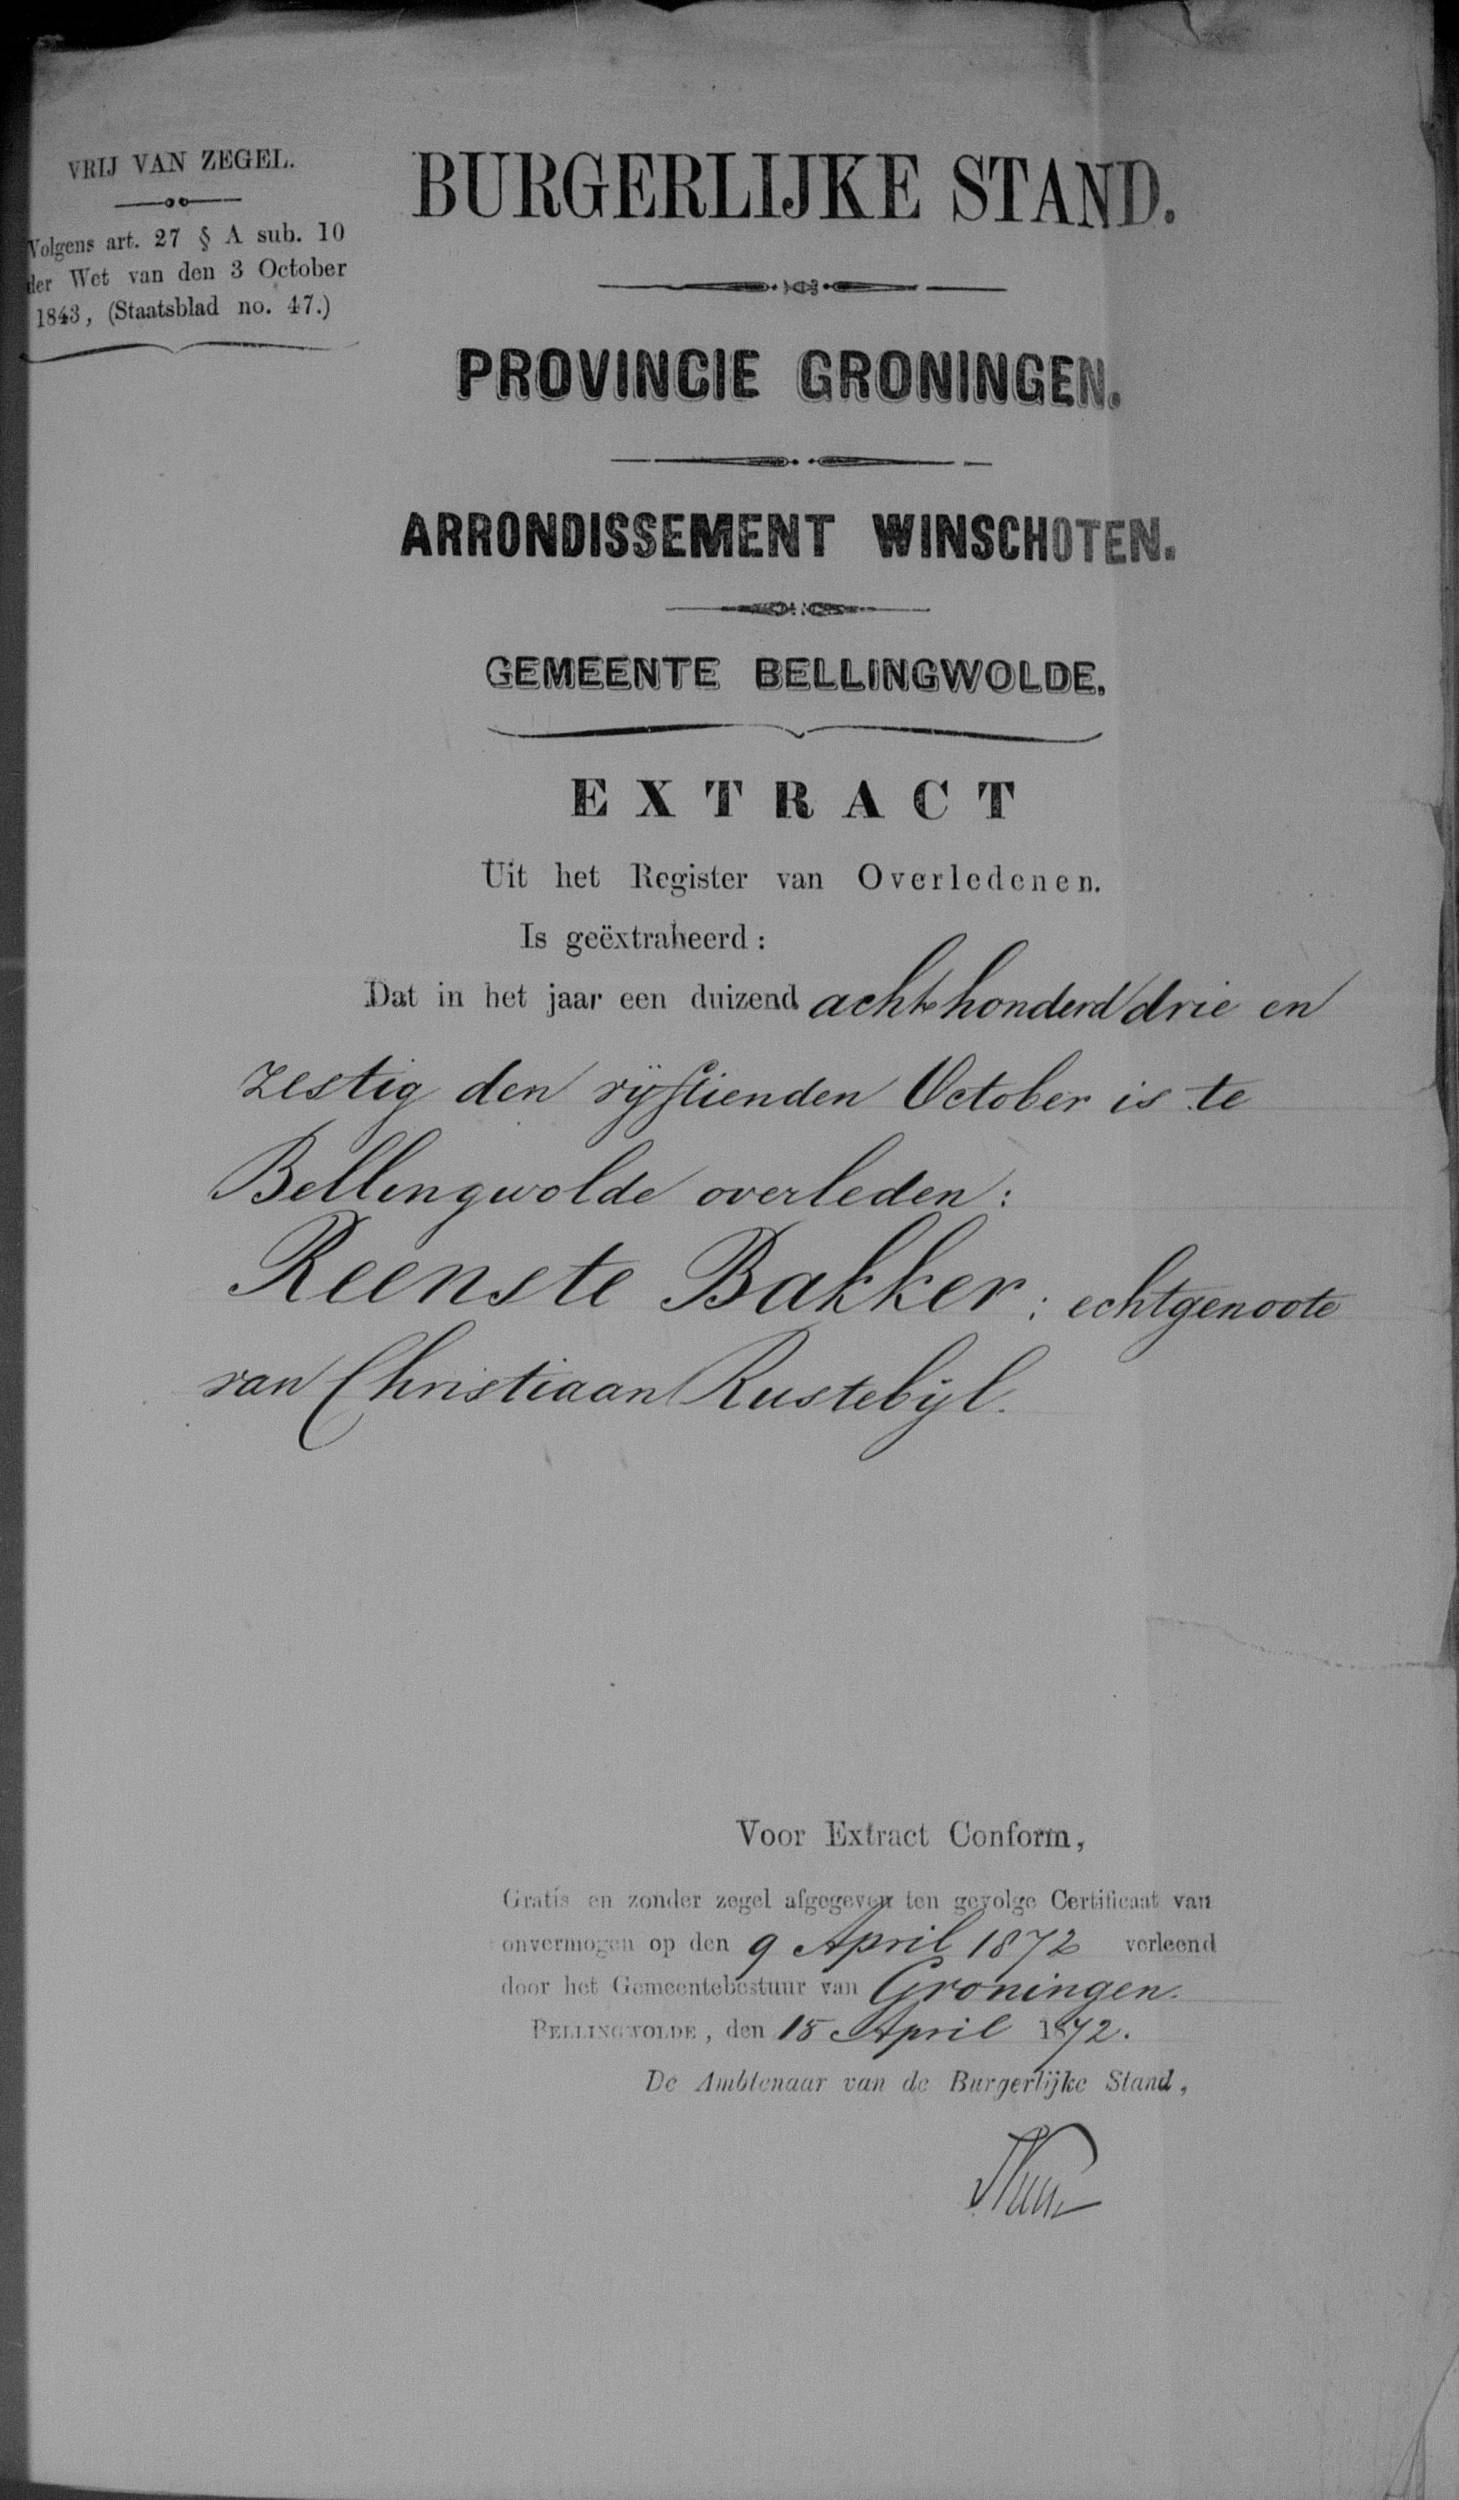 VRIJ VAN ZEGEL.
Volgens art. 27 § A sub. 10
der Wet van den 3 October
1843, (Staatsblad no. 47.)
BURGERLIJKE STAND.
PROVINCIE GRONINGEN.
ARRONDISSEMENT WINSCHOTEN.
GEMEENTE BELLINGWOLDE.
EXTRACT
Uit het Register van Overledenen.
Is geëxtraheerd:
Dat in het jaar een duizend achthonderd drie en
zestig den vijftienden October is te
Bellingwolde overleden:
Reenste Bakker; echtgenoote
van Christiaan Rustebijl.
Voor Extract Conform,
Gratis en zonder zegel afgegeven ten gevolge Certificaat van
onvermogen op den 9 April 1872 verleend
door het Gemeentebestuur van Groningen.
BELLINGWOLDE, den 15 April 1872.
De Ambtenaar van de Burgerlijke Stand,